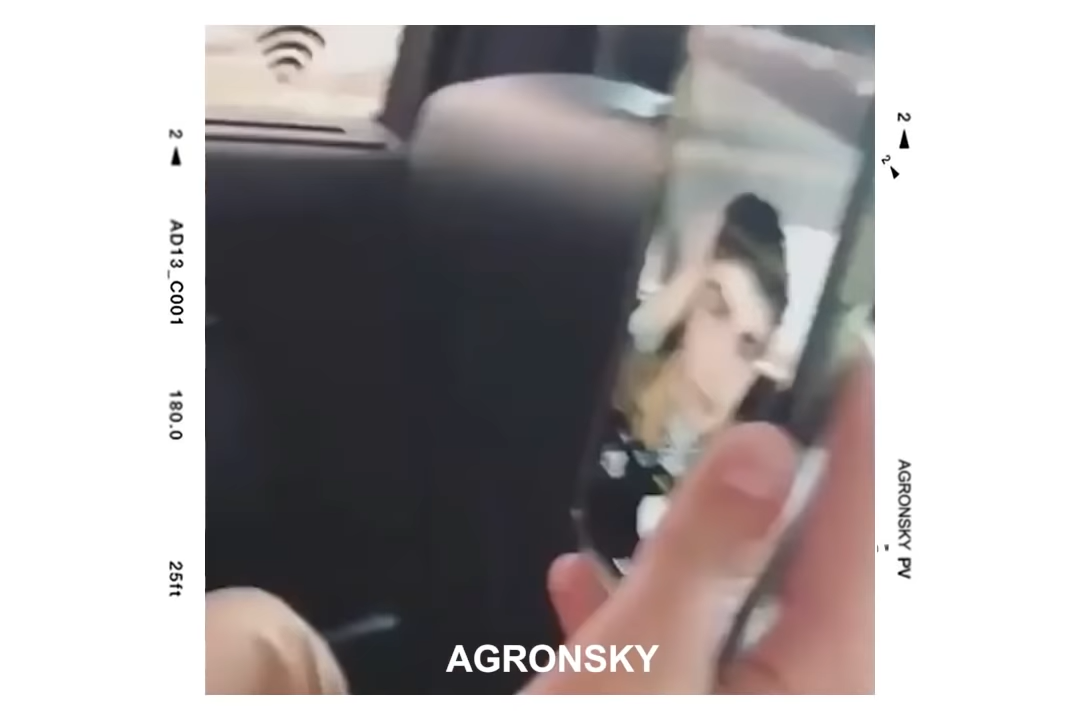 2
AD13_C001
180.0
25ft
2
2
AGRONSKY PV
AGRONSKY